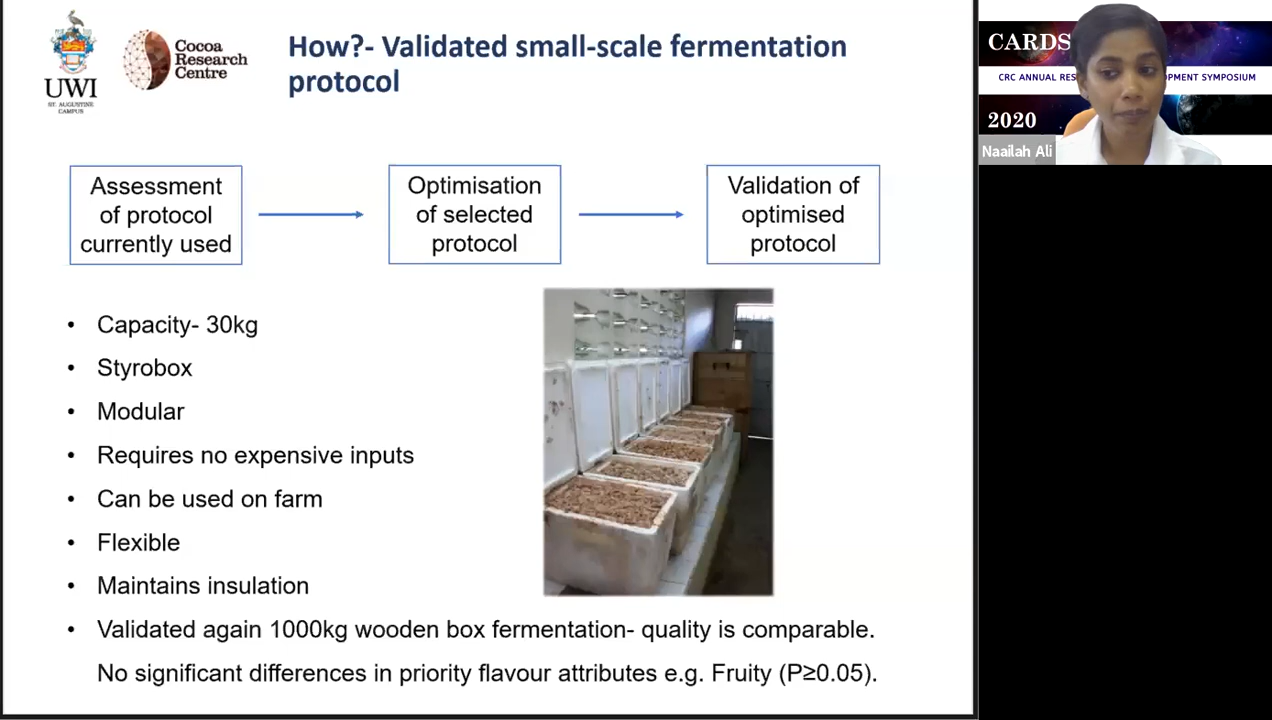 UWI
ST. AUGUSTINE
CAMPUS
Cocoa
Research
Centre
How?- Validated small-scale fermentation
protocol
Assessment
of protocol
currently used
Optimisation
of selected
protocol
Validation of
optimised
protocol
• Capacity- 30kg
• Styrobox
• Modular
• Requires no expensive inputs
• Can be used on farm
• Flexible
• Maintains insulation
• Validated again 1000kg wooden box fermentation- quality is comparable.
No significant differences in priority flavour attributes e.g. Fruity (P≥0.05).
CARDS
CRC ANNUAL RES OPMENT SYMPOSIUM
2020
Naailah Ali